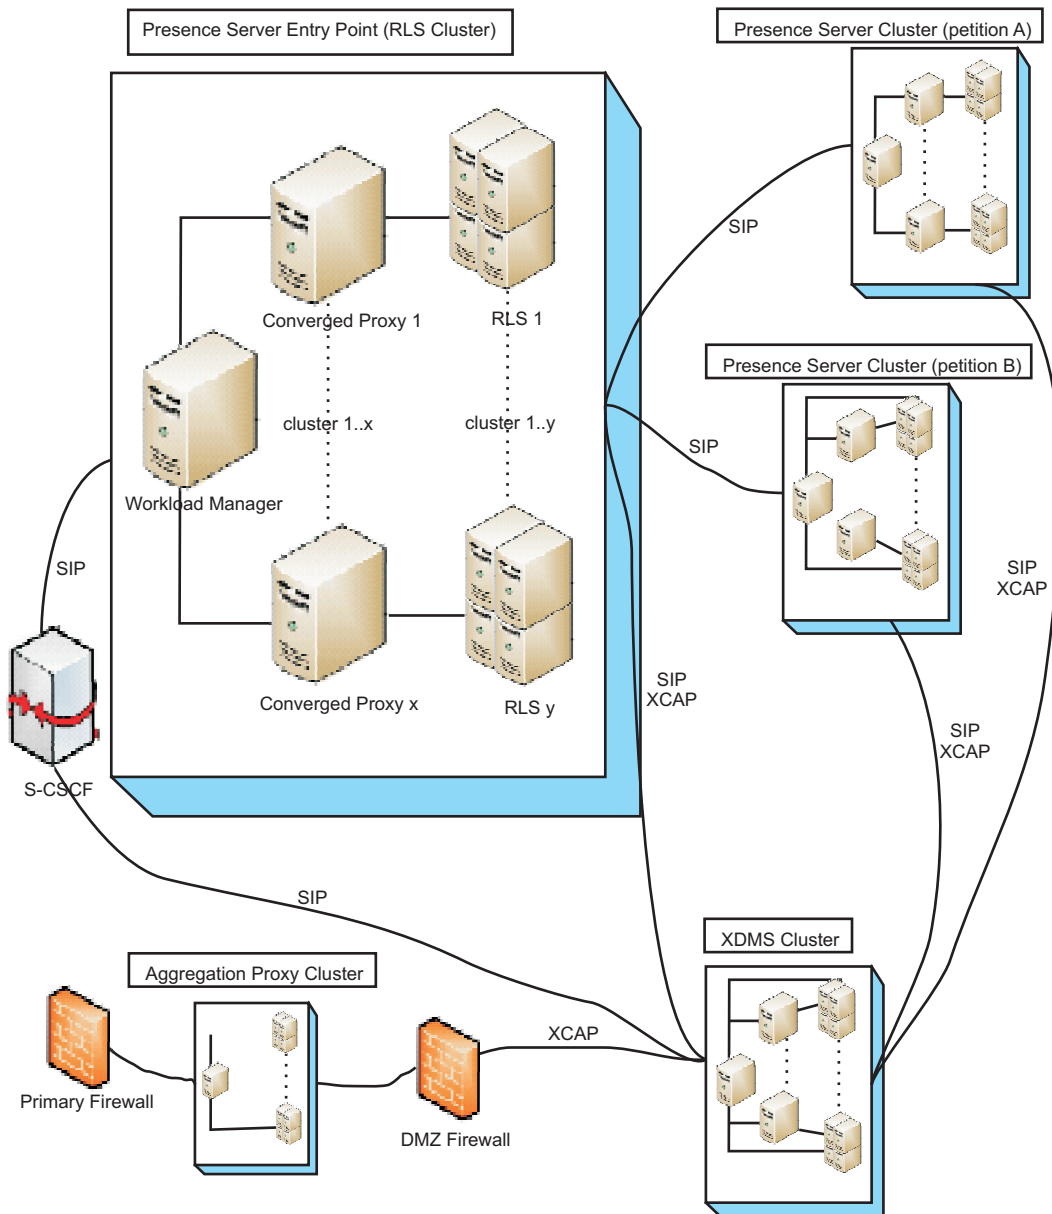 Presence Server Entry Point (RLS Cluster)
Presence Server Cluster (petition A)
Converged Proxy 1
RLS 1
SIP
Presence Server Cluster (petition B)
cluster 1..x
cluster 1..y
SIP
Workload Manager
SIP
SIP
XCAP
Converged Proxy x
RLS y
SIP
XCAP
SIP
XCAP
S-CSCF
SIP
XDMS Cluster
Aggregation Proxy Cluster
XCAP
Primary Firewall
DMZ Firewall